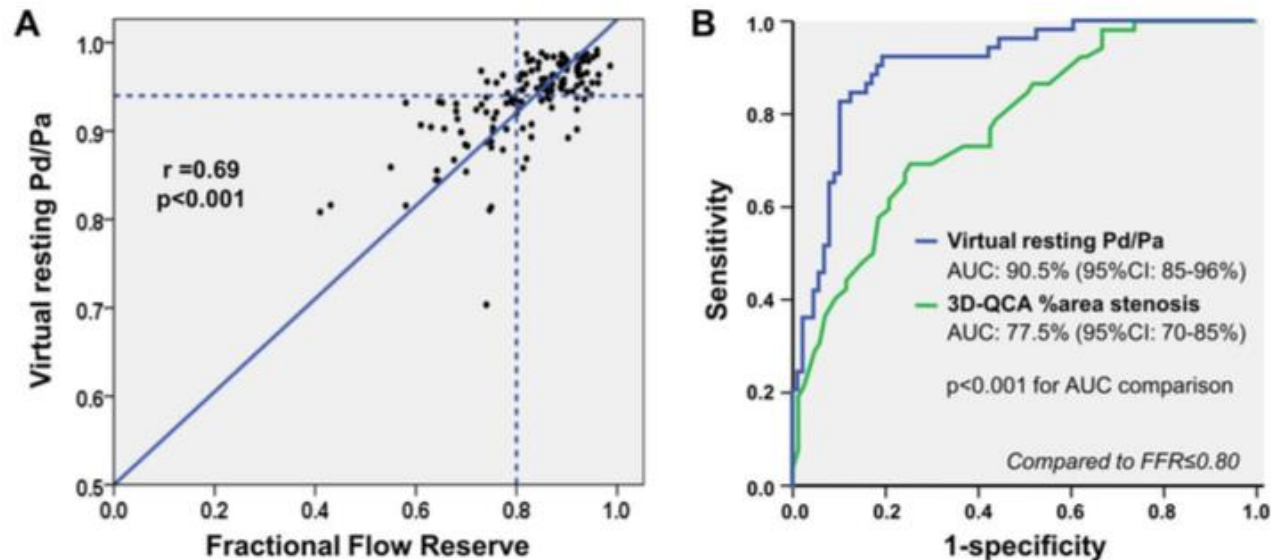 A
Virtual resting Pd/Pa
1.0
0.9
0.8
0.7
0.6
0.5
r =0.69
p<0.001
0.0 0.2 0.4 0.6 0.8 1.0
Fractional Flow Reserve
B
Sensitivity
1.0
0.8
0.6
0.4
0.2
0.0
Virtual resting Pd/Pa
AUC: 90.5% (95%CI: 85-96%)
3D-QCA %area stenosis
AUC: 77.5% (95%CI: 70-85%)
p<0.001 for AUC comparison
Compared to FFR≤0.80
0.0 0.2 0.4 0.6 0.8 1.0
1-specificity